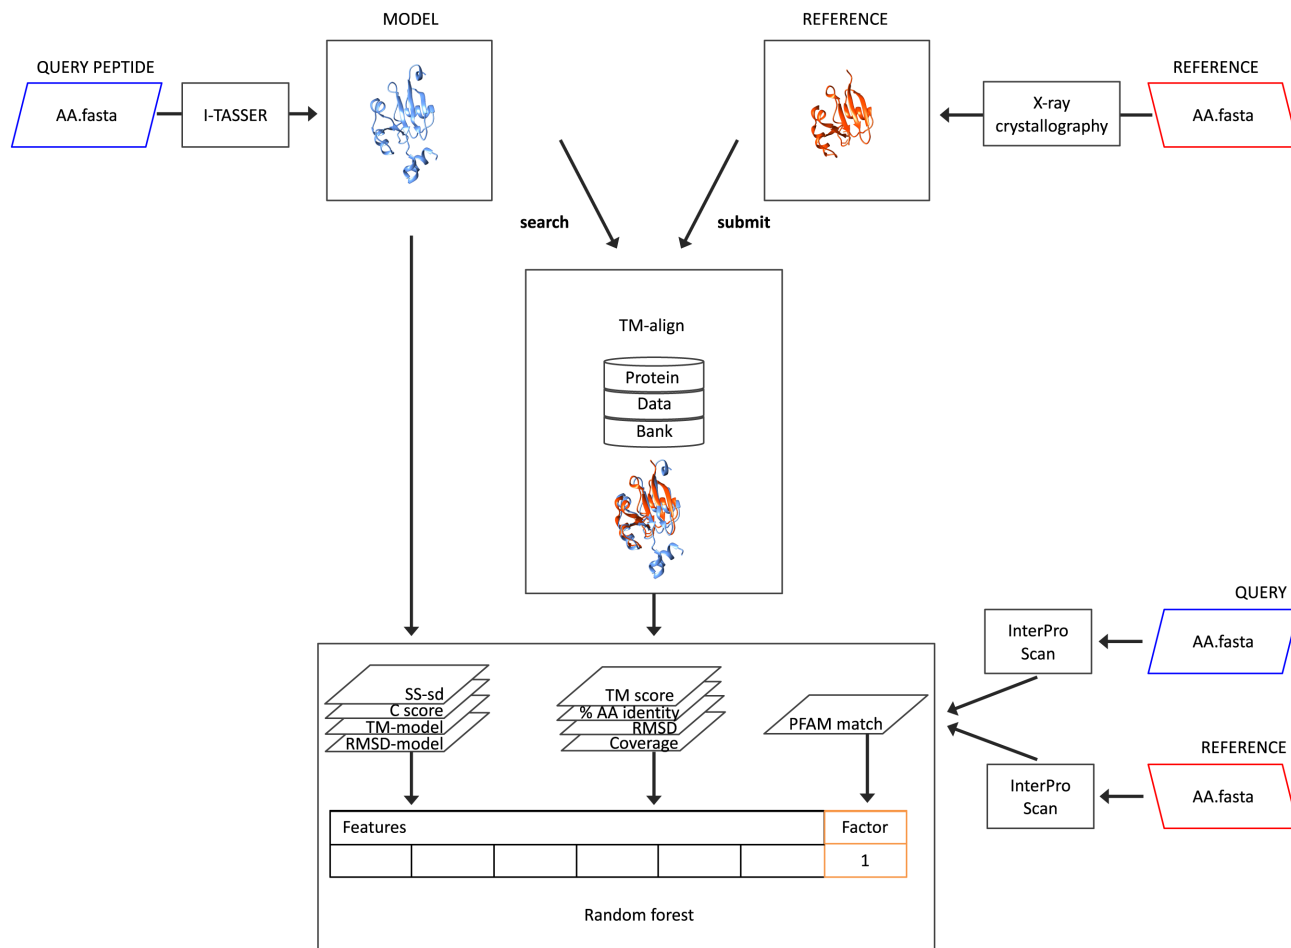 MODEL
REFERENCE
QUERY PEPTIDE
AA.fasta
I-TASSER
X-ray
crystallography
REFERENCE
AA.fasta
search
submit
TM-align
Protein
Data
Bank
QUERY
InterPro
Scan
AA.fasta
SS-sd
C score
TM-model
RMSD-model
TM score
% AA identity
RMSD
Coverage
PFAM match
REFERENCE
InterPro
Scan
AA.fasta
Features
Factor
1
Random forest